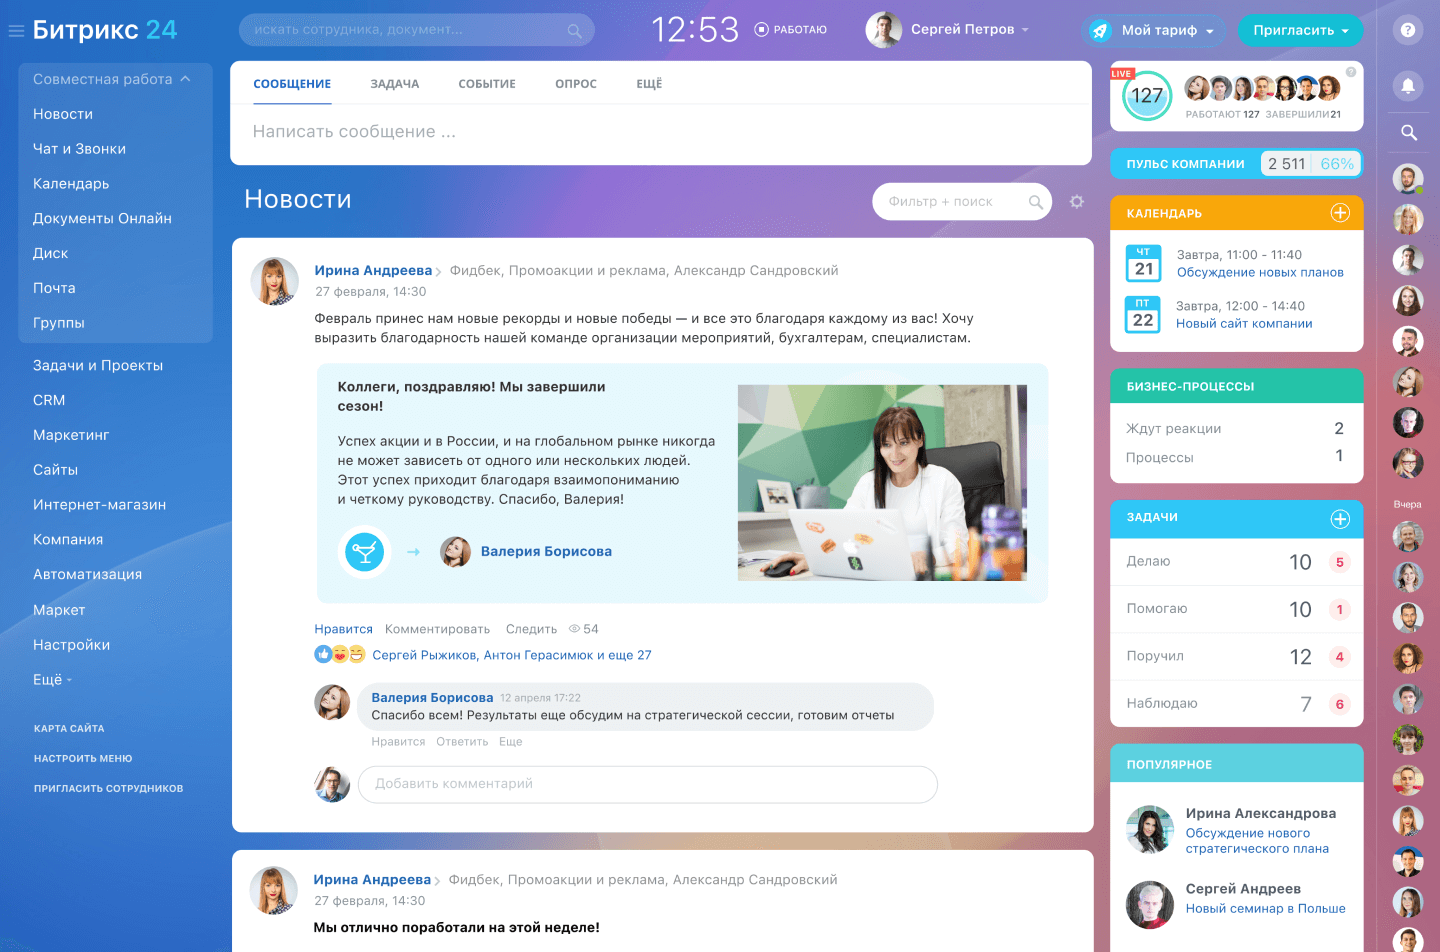 Битрикс 24
искать сотрудника, документ...
12:53
РАБОТАЮ
Сергей Петров
Мой тариф
Пригласить
Совместная работа
Новости
Чат и Звонки
Календарь
Документы Онлайн
Диск
Почта
Группы
Задачи и Проекты
CRM
Маркетинг
Сайты
Интернет-магазин
Компания
Автоматизация
Маркет
Настройки
Ещё
КАРТА САЙТА
НАСТРОИТЬ МЕНЮ
ПРИГЛАСИТЬ СОТРУДНИКОВ
СООБЩЕНИЕ ЗАДАЧА СОБЫТИЕ ОПРОС ЕЩЁ
Написать сообщение ...
Новости
Фильтр + поиск
Ирина Андреева Фидбек, Промоакции и реклама, Александр Сандровский
27 февраля, 14:30
Февраль принес нам новые рекорды и новые победы — и все это благодаря каждому из вас! Хочу
выразить благодарность нашей команде организации мероприятий, бухгалтерам, специалистам.
Коллеги, поздравляю! Мы завершили
сезон!
Успех акции и в России, и на глобальном рынке никогда
не может зависеть от одного или нескольких людей.
Этот успех приходит благодаря взаимопониманию
и четкому руководству. Спасибо, Валерия!
Валерия Борисова
Нравится Комментировать Следить 54
Сергей Рыжиков, Антон Герасимюк и еще 27
Валерия Борисова 12 апреля 17:22
Спасибо всем! Результаты еще обсудим на стратегической сессии, готовим отчеты
Нравится Ответить Еще
Добавить комментарий
Ирина Андреева Фидбек, Промоакции и реклама, Александр Сандровский
27 февраля, 14:30
Мы отлично поработали на этой неделе!
LIVE
127
РАБОТАЮТ 127 ЗАВЕРШИЛИ 21
?
ПУЛЬС КОМПАНИИ 2 511 66%
КАЛЕНДАРЬ
ЧТ
21
Завтра, 11:00 - 11:40
Обсуждение новых планов
ПТ
22
Завтра, 12:00 - 14:40
Новый сайт компании
БИЗНЕС-ПРОЦЕССЫ
Ждут реакции 2
Процессы 1
ЗАДАЧИ
Делаю 10 5
Помогаю 10 1
Поручил 12 4
Наблюдаю 7 6
ПОПУЛЯРНОЕ
Ирина Александрова
Обсуждение нового
стратегического плана
Сергей Андреев
Новый семинар в Польше
?
Вчера